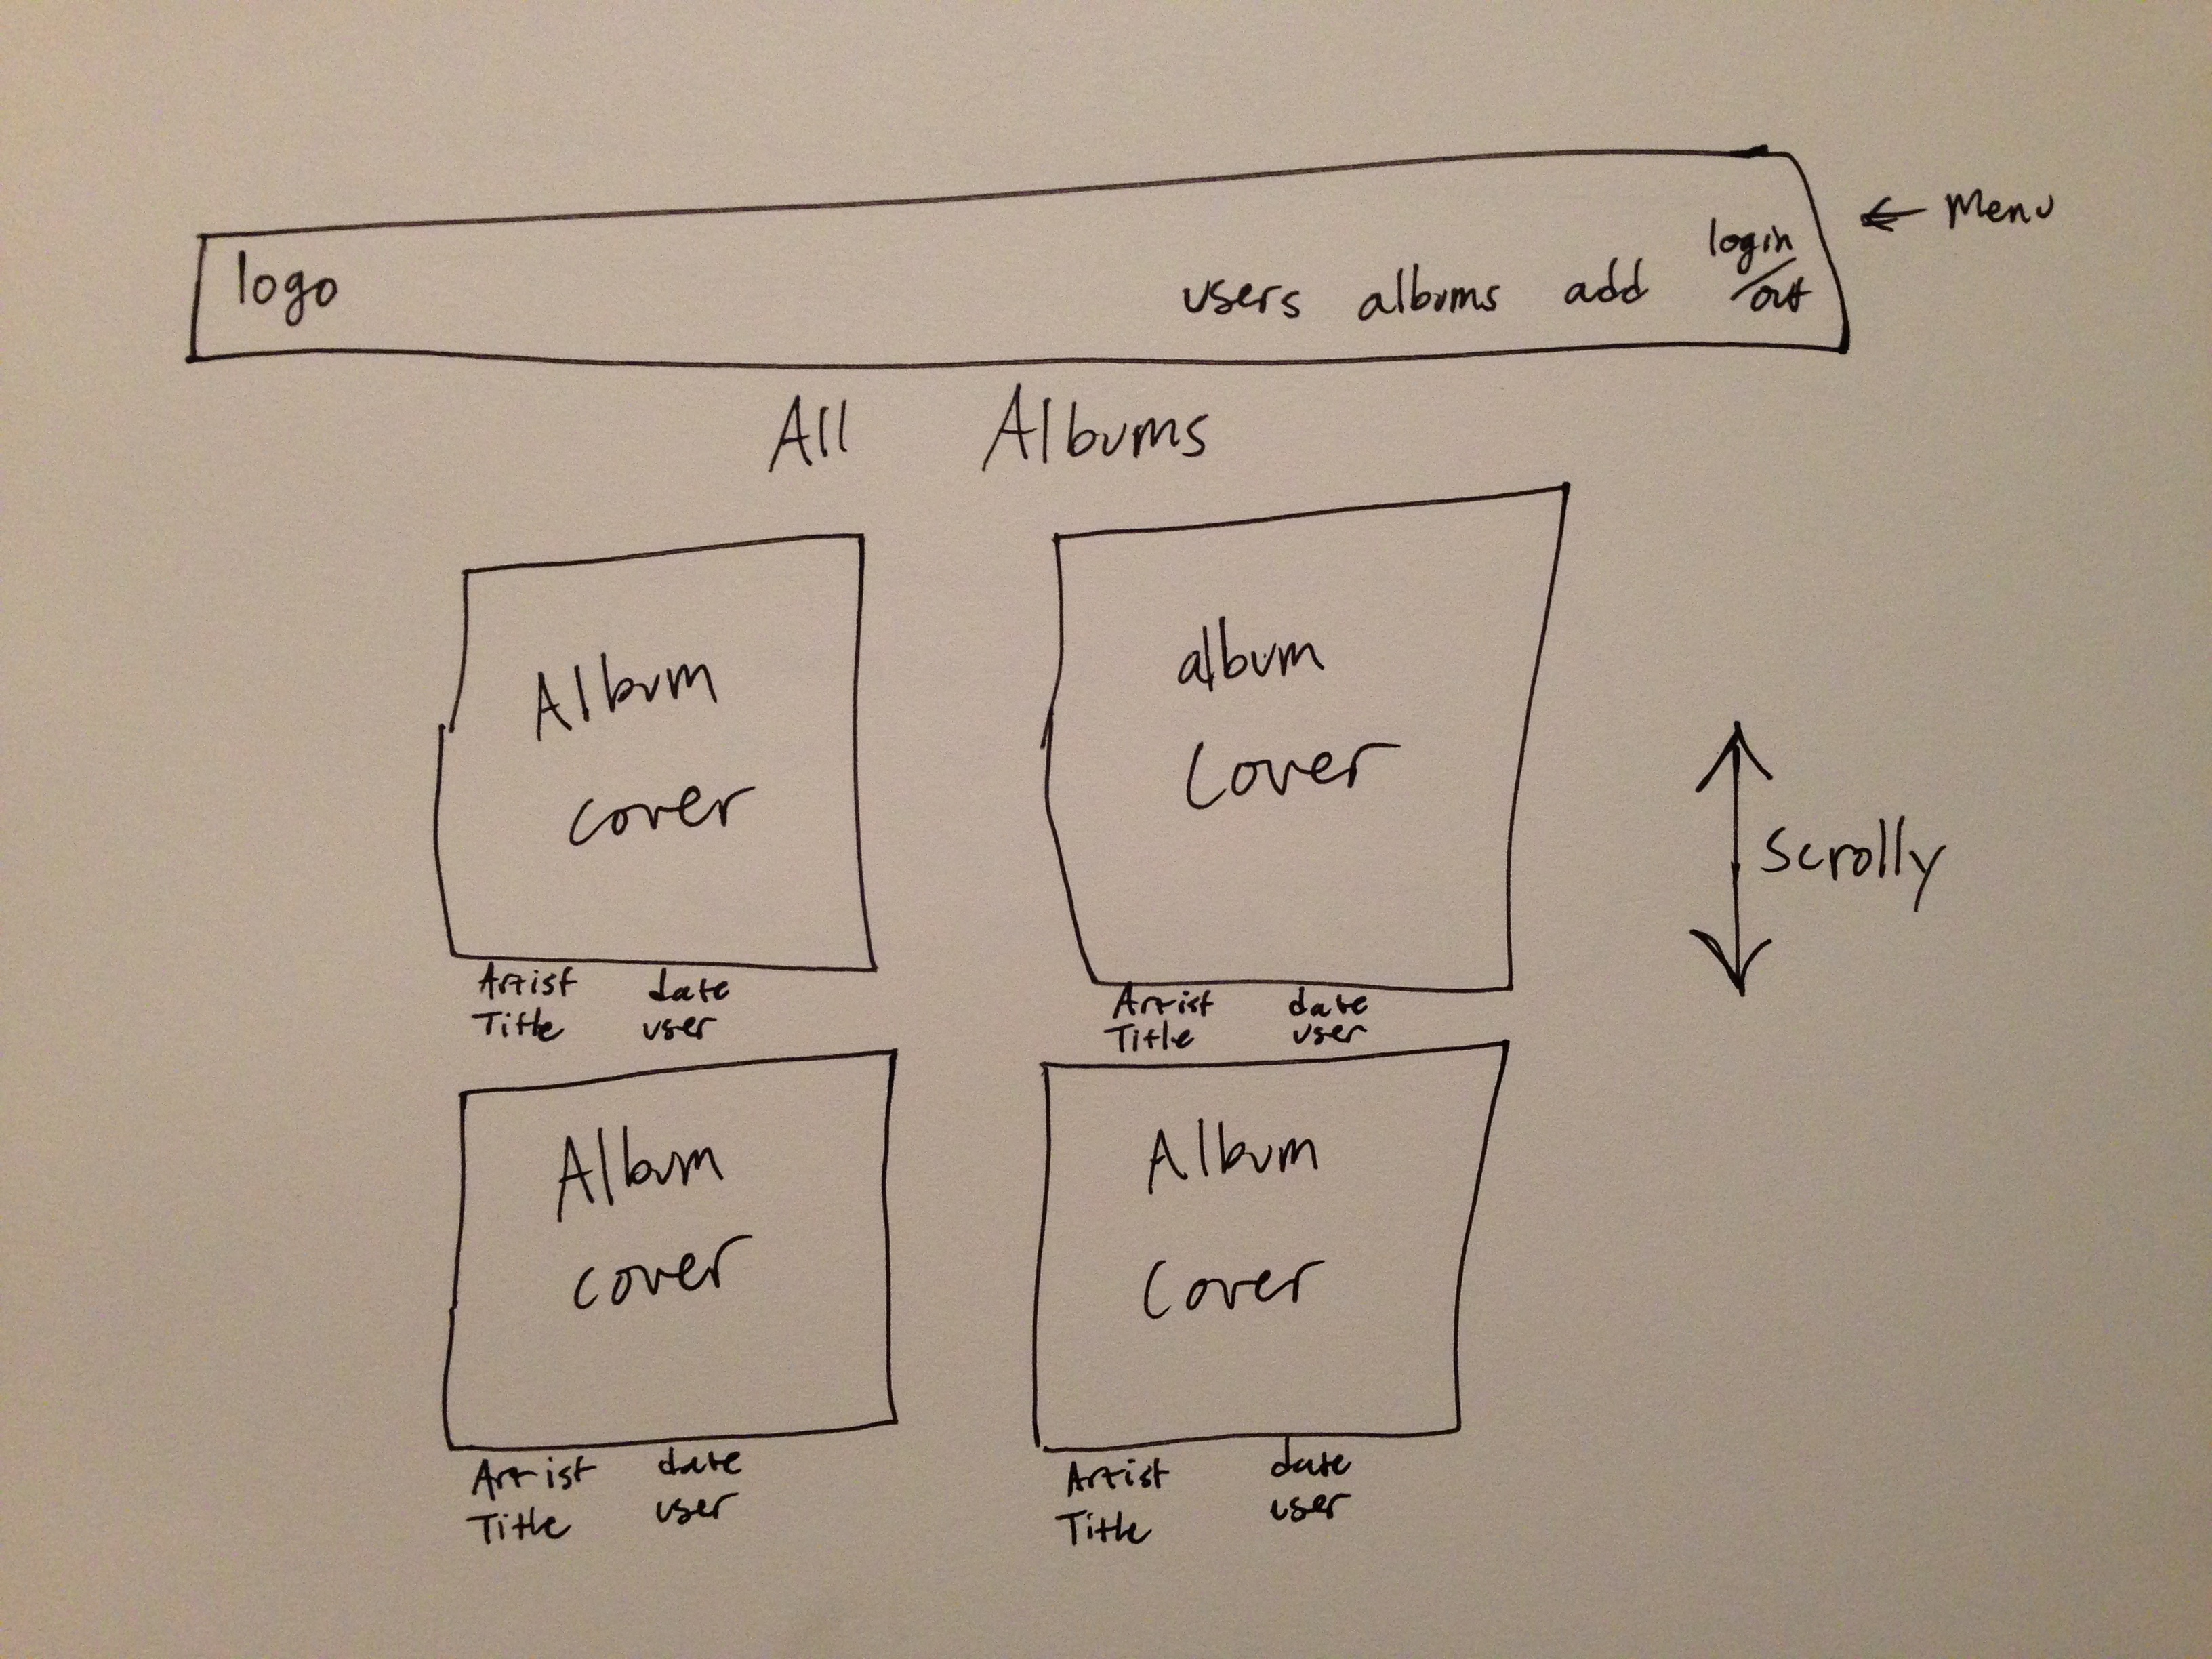 logo users albums add login/out ← Menu
All Albums
Album
cover
album
Cover
Scrolly
Artist date
Title user
Artist date
Title user
Album
cover
Album
Cover
Artist date
Title user
Artist date
Title user